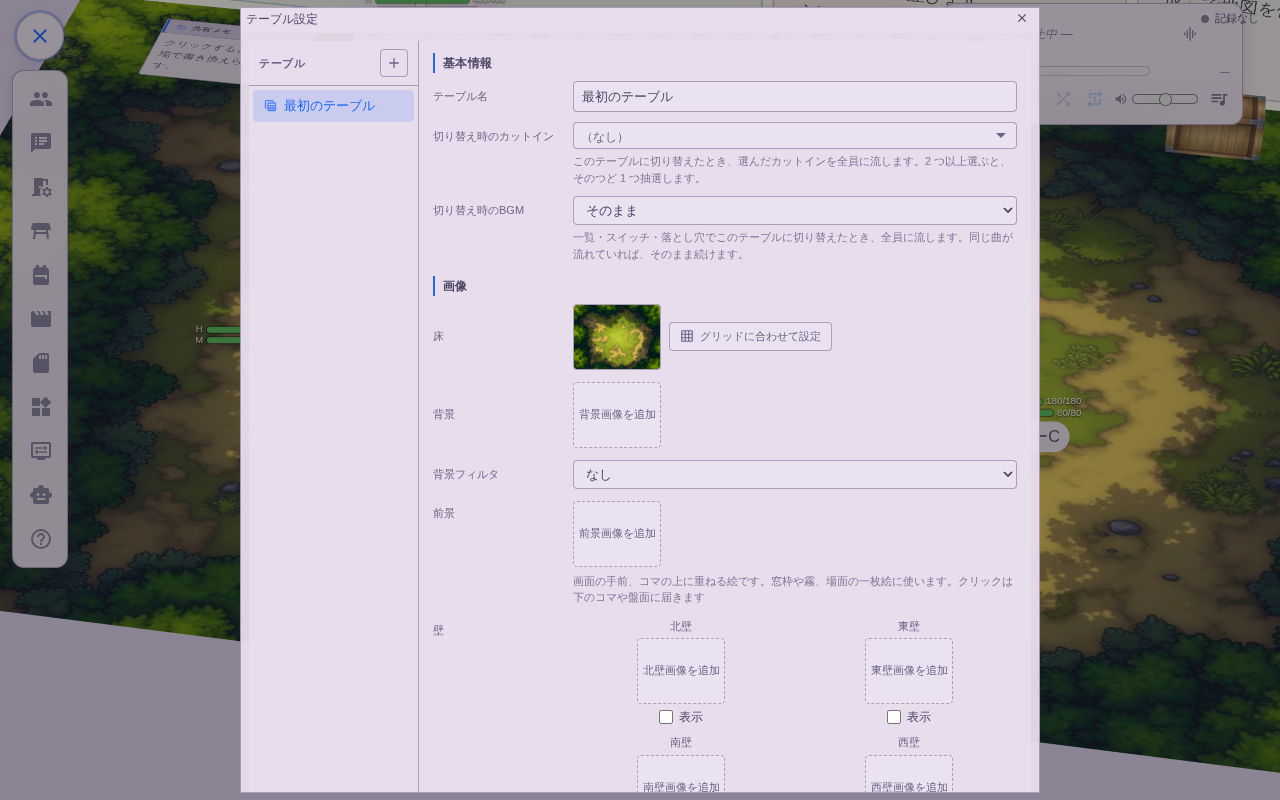 テーブル設定
記録なし
共有メモ
テーブル
基本情報
最初のテーブル
テーブル名
最初のテーブル
切り替え時のカットイン
（なし）
このテーブルに切り替えたとき、選んだカットインを全員に流します。2 つ以上選ぶと、
そのつど 1 つ抽選します。
切り替え時のBGM
そのまま
一覧・スイッチ・落とし穴でこのテーブルに切り替えたとき、全員に流します。同じ曲が
流れていれば、そのまま続けます。
画像
H
M
床
グリッドに合わせて設定
背景
背景画像を追加
180/180
80/80
背景フィルタ
なし
前景
前景画像を追加
画面の手前、コマの上に重ねる絵です。窓枠や霧、場面の一枚絵に使います。クリックは
下のコマや盤面に届きます
壁
北壁
東壁
北壁画像を追加
東壁画像を追加
表示
表示
南壁
西壁
南壁画像を追加
西壁画像を追加